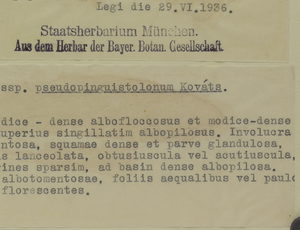 Legi die 29.VI.1936.
Staatsherbarium München.
Aus dem Herbar der Bayer. Botan. Gesellschaft.
ssp. pseudopinguistolonum Kováts.
dice - dense albofloccosus et modice-dense
uperius singillatim albopilosus. Involucra
ntosa, squamae dense et parve glandulosa,
s lanceolata, obtusiuscula vel acutiuscula,
rines sparsim, ad basin dense albopilosa.
albotomentosae, foliis aequalibus vel paulo
florescentes.